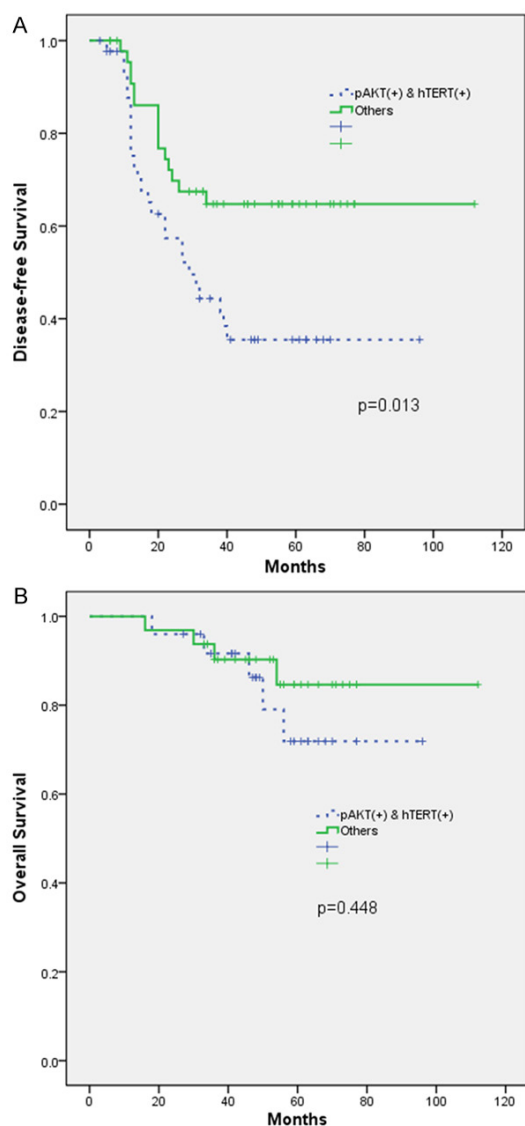 A
1.0
0.8
0.6
0.4
0.2
0.0
Disease-free Survival
pAKT(+) & hTERT(+)
Others
p=0.013
0 20 40 60 80 100 120
Months
B
1.0
0.8
0.6
0.4
0.2
0.0
Overall Survival
pAKT(+) & hTERT(+)
Others
p=0.448
0 20 40 60 80 100 120
Months